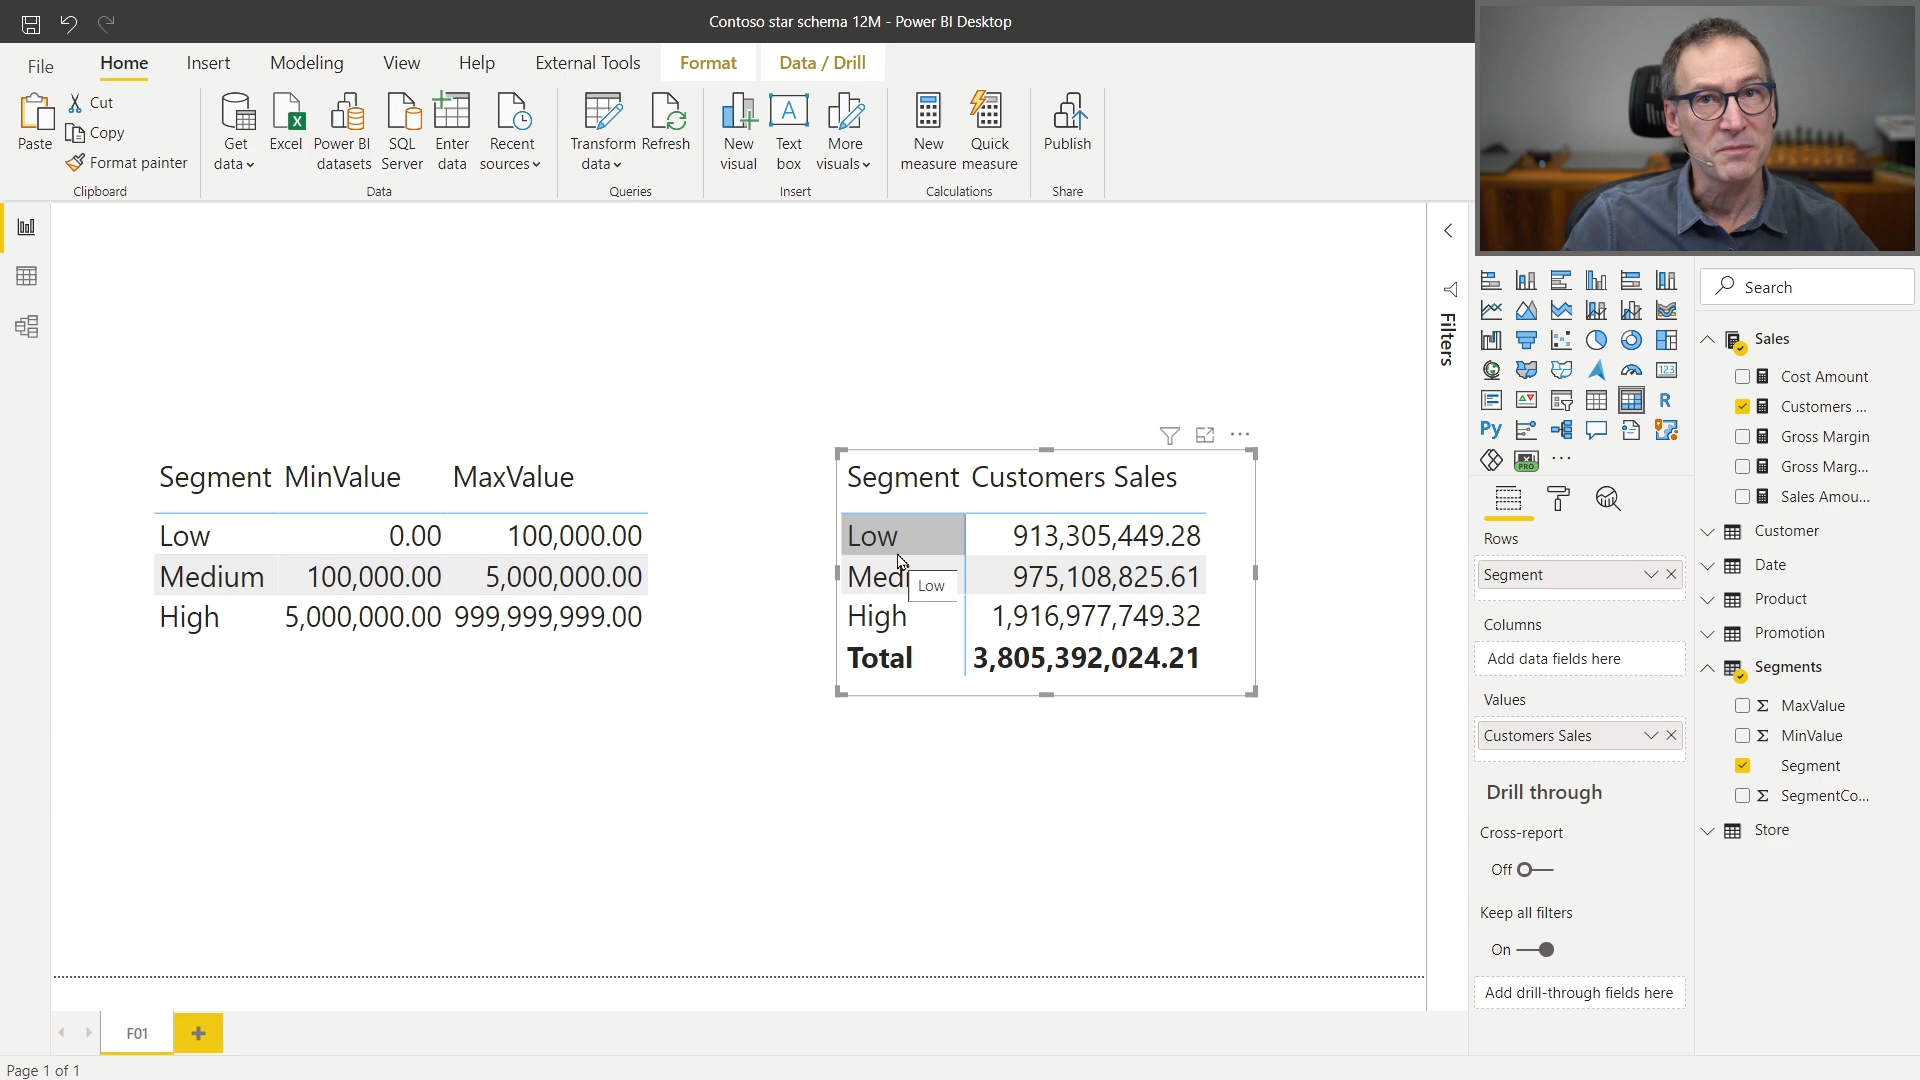 Contoso star schema 12M - Power BI Desktop
File Home Insert Modeling View Help External Tools Format Data / Drill
Paste
Cut
Copy
Format painter
Clipboard
Get data
Excel
Power BI datasets
SQL Server
Enter data
Recent sources
Data
Transform data
Refresh
Queries
New visual
Text box
More visuals
Insert
New measure
Quick measure
Calculations
Publish
Share
Segment MinValue MaxValue
Low 0.00 100,000.00
Medium 100,000.00 5,000,000.00
High 5,000,000.00 999,999,999.00
Segment Customers Sales
Low 913,305,449.28
Medi 975,108,825.61
Low
High 1,916,977,749.32
Total 3,805,392,024.21
Filters
123
R
Py
PRO
Rows
Segment
Columns
Add data fields here
Values
Customers Sales
Drill through
Cross-report
Off
Keep all filters
On
Add drill-through fields here
Search
Sales
Cost Amount
Customers ...
Gross Margin
Gross Marg...
Sales Amou...
Customer
Date
Product
Promotion
Segments
MaxValue
MinValue
Segment
SegmentCo...
Store
F01
Page 1 of 1